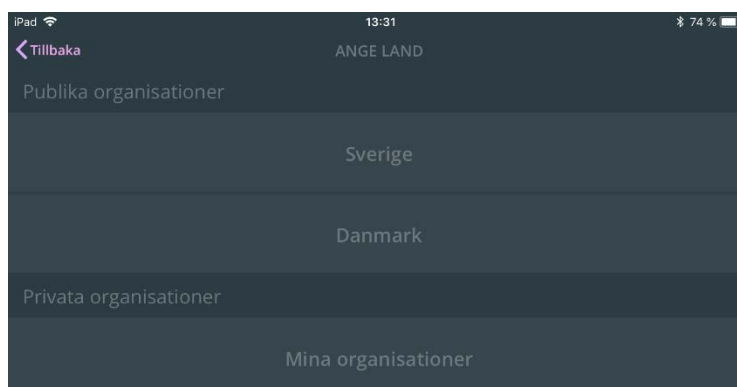 iPad 13:31 74 %
Tillbaka ANGE LAND
Publika organisationer
Sverige
Danmark
Privata organisationer
Mina organisationer